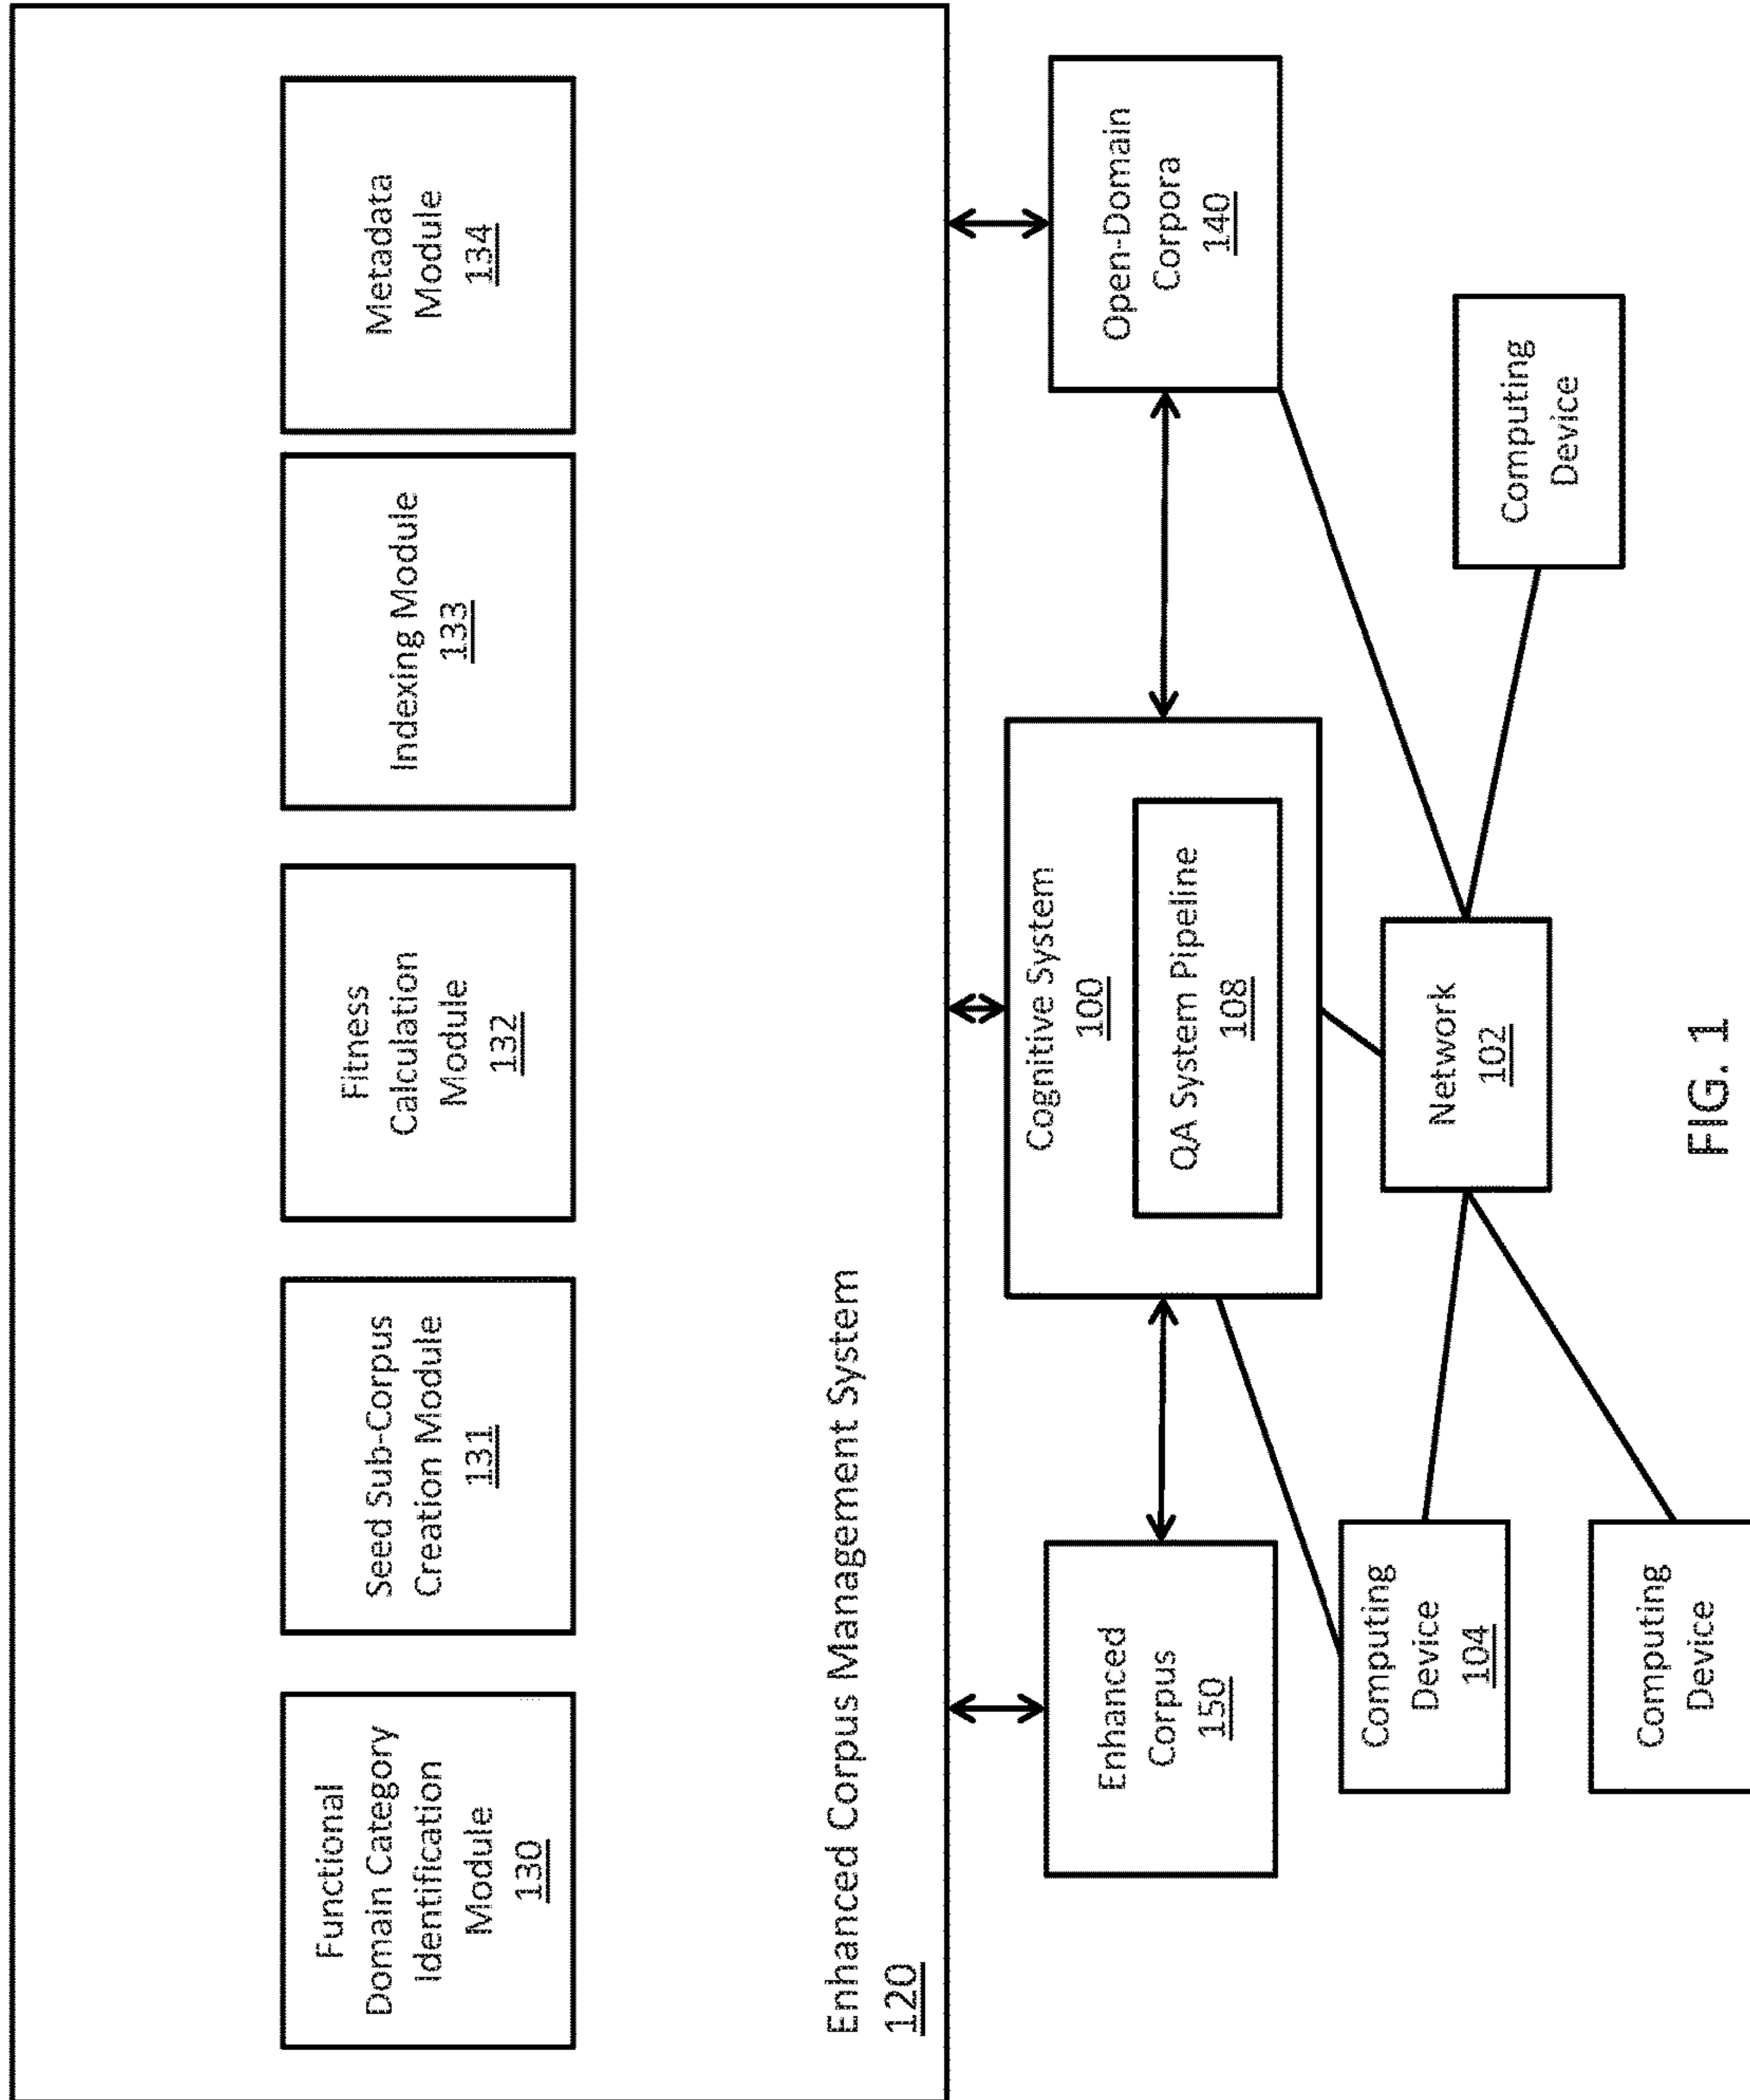 Functional
Domain Category
Identification
Module
130
Seed Sub-Corpus
Creation Module
131
Fitness
Calculation
Module
132
Indexing Module
133
Metadata
Module
134
Enhanced Corpus Management System
120
Enhanced
Corpus
150
Cognitive System
100
QA System Pipeline
108
Open-Domain
Corpora
140
Computing
Device
104
Network
102
Computing
Device
Computing
Device
FIG. 1